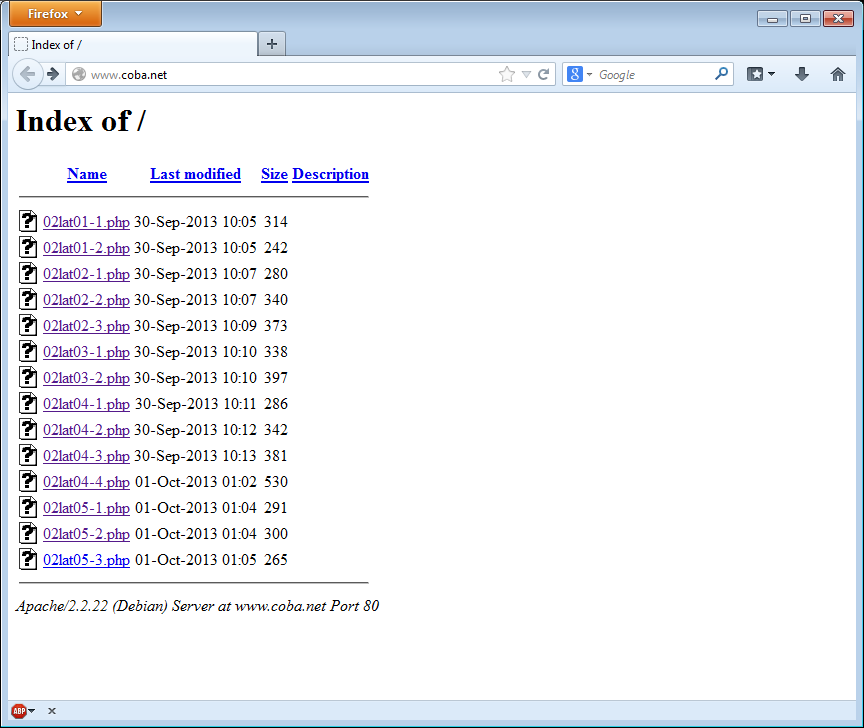 Firefox
Index of /
www.coba.net
8 Google
Index of /
Name Last modified Size Description
? 02lat01-1.php 30-Sep-2013 10:05 314
? 02lat01-2.php 30-Sep-2013 10:05 242
? 02lat02-1.php 30-Sep-2013 10:07 280
? 02lat02-2.php 30-Sep-2013 10:07 340
? 02lat02-3.php 30-Sep-2013 10:09 373
? 02lat03-1.php 30-Sep-2013 10:10 338
? 02lat03-2.php 30-Sep-2013 10:10 397
? 02lat04-1.php 30-Sep-2013 10:11 286
? 02lat04-2.php 30-Sep-2013 10:12 342
? 02lat04-3.php 30-Sep-2013 10:13 381
? 02lat04-4.php 01-Oct-2013 01:02 530
? 02lat05-1.php 01-Oct-2013 01:04 291
? 02lat05-2.php 01-Oct-2013 01:04 300
? 02lat05-3.php 01-Oct-2013 01:05 265
Apache/2.2.22 (Debian) Server at www.coba.net Port 80
ABP